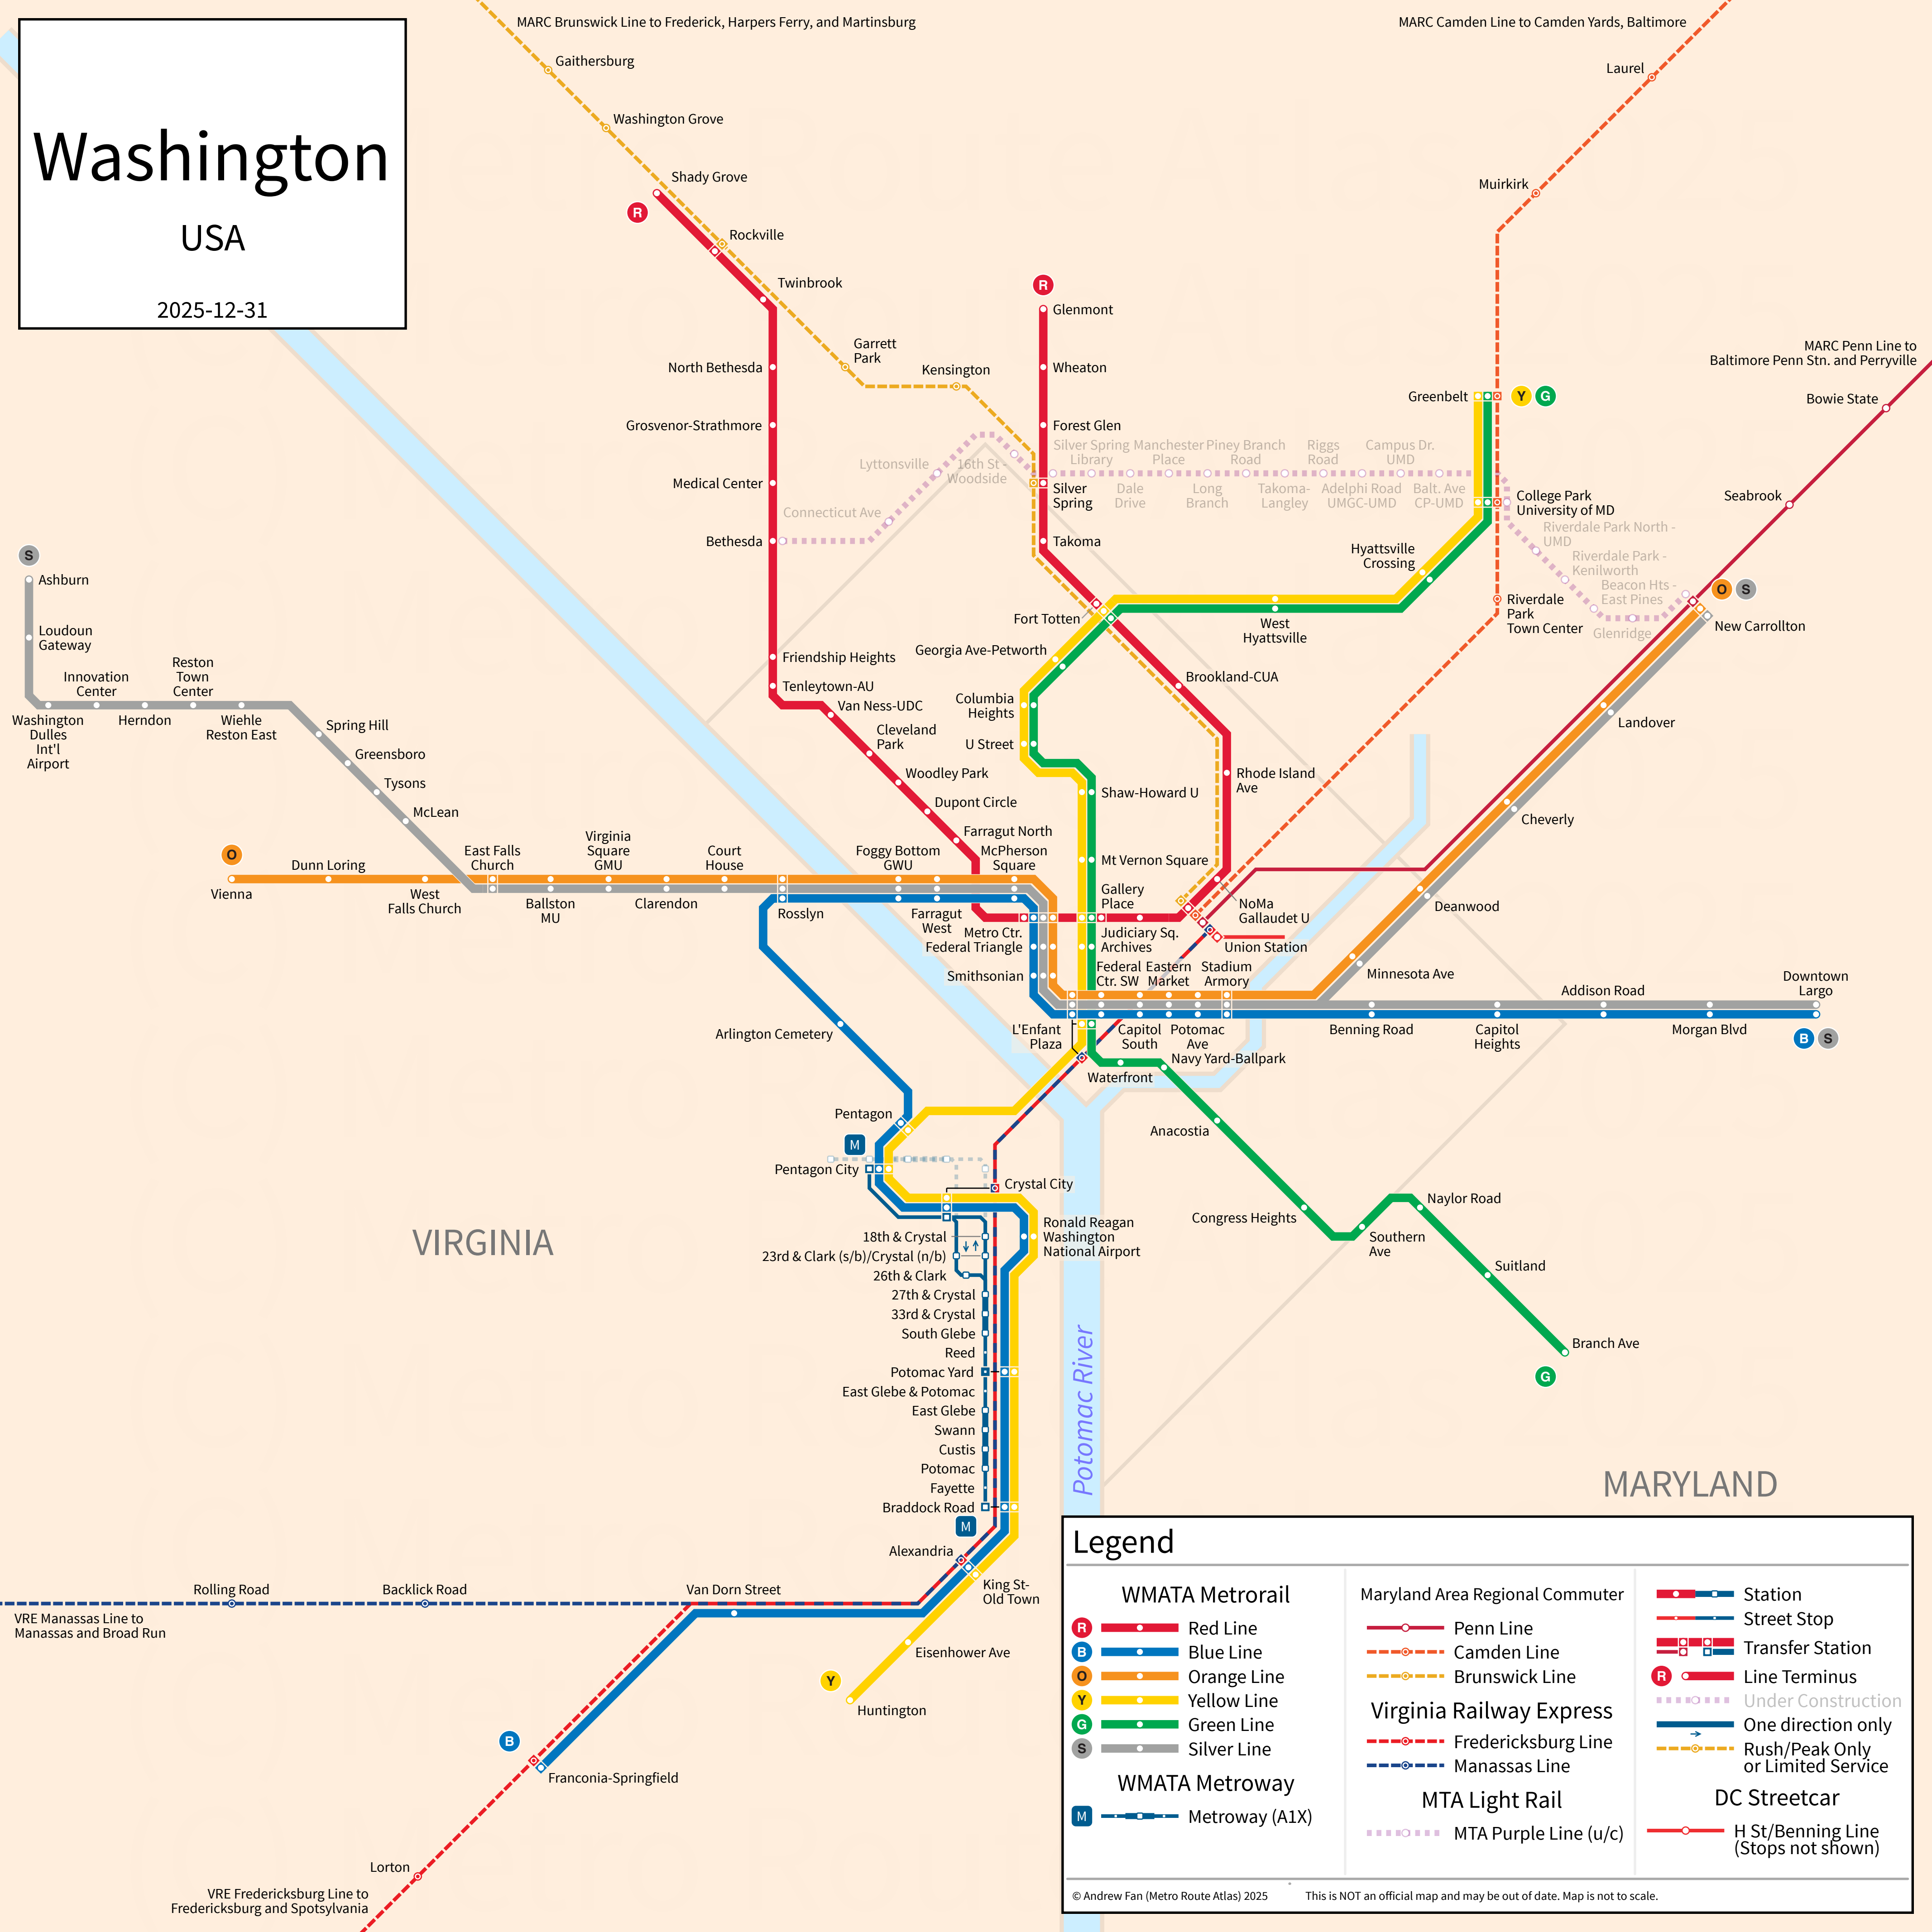 MARC Brunswick Line to Frederick, Harpers Ferry, and Martinsburg
MARC Camden Line to Camden Yards, Baltimore
Washington
USA
2025-12-31
Gaithersburg
Washington Grove
Shady Grove
R
Rockville
Twinbrook
Laurel
Muirkirk
R
Glenmont
Garrett
Park
Kensington
North Bethesda
Wheaton
MARC Penn Line to
Baltimore Penn Stn. and Perryville
Greenbelt
Y
G
Bowie State
Grosvenor-Strathmore
Forest Glen
Lyttonsville
16th St -
Woodside
Silver Spring
Library
Manchester
Place
Piney Branch
Road
Riggs
Road
Campus Dr.
UMD
Medical Center
Silver
Spring
Dale
Drive
Long
Branch
Takoma-
Langley
Adelphi Road
UMGC-UMD
Balt. Ave
CP-UMD
College Park
University of MD
Seabrook
Connecticut Ave
Bethesda
Takoma
Riverdale Park North -
UMD
Riverdale Park -
Kenilworth
Beacon Hts -
East Pines
Glenridge
Hyattsville
Crossing
S
Ashburn
Loudoun
Gateway
O
S
New Carrollton
Riverdale
Park
Town Center
Fort Totten
West
Hyattsville
Georgia Ave-Petworth
Friendship Heights
Tenleytown-AU
Brookland-CUA
Reston
Town
Center
Innovation
Center
Washington
Dulles
Int'l
Airport
Herndon
Wiehle
Reston East
Spring Hill
Greensboro
Tysons
McLean
Van Ness-UDC
Cleveland
Park
Woodley Park
Dupont Circle
Farragut North
Columbia
Heights
U Street
Landover
Rhode Island
Ave
Shaw-Howard U
Cheverly
O
Vienna
Dunn Loring
West
Falls Church
East Falls
Church
Ballston
MU
Virginia
Square
GMU
Clarendon
Court
House
Rosslyn
Foggy Bottom
GWU
Farragut
West
McPherson
Square
Mt Vernon Square
Gallery
Place
NoMa
Gallaudet U
Deanwood
Metro Ctr.
Judiciary Sq.
Federal Triangle
Archives
Union Station
Smithsonian
Federal
Ctr. SW
Eastern
Market
Stadium
Armory
Minnesota Ave
Addison Road
Downtown
Largo
Arlington Cemetery
L'Enfant
Plaza
Capitol
South
Potomac
Ave
Benning Road
Capitol
Heights
Morgan Blvd
B
S
Navy Yard-Ballpark
Waterfront
Pentagon
Anacostia
M
Pentagon City
Crystal City
Naylor Road
Congress Heights
Southern
Ave
Suitland
Ronald Reagan
Washington
National Airport
VIRGINIA
18th & Crystal
23rd & Clark (s/b)/Crystal (n/b)
26th & Clark
27th & Crystal
33rd & Crystal
South Glebe
Reed
Potomac Yard
East Glebe & Potomac
East Glebe
Swann
Custis
Potomac
Fayette
Braddock Road
M
Branch Ave
G
Potomac River
MARYLAND
Alexandria
King St-
Old Town
Rolling Road
Backlick Road
Van Dorn Street
VRE Manassas Line to
Manassas and Broad Run
Eisenhower Ave
Y
Huntington
B
Franconia-Springfield
Lorton
VRE Fredericksburg Line to
Fredericksburg and Spotsylvania
Legend
WMATA Metrorail
R Red Line
B Blue Line
O Orange Line
Y Yellow Line
G Green Line
S Silver Line
WMATA Metroway
M Metroway (A1X)
Maryland Area Regional Commuter
Penn Line
Camden Line
Brunswick Line
Virginia Railway Express
Fredericksburg Line
Manassas Line
MTA Light Rail
MTA Purple Line (u/c)
Station
Street Stop
Transfer Station
R Line Terminus
Under Construction
One direction only
Rush/Peak Only
or Limited Service
DC Streetcar
H St/Benning Line
(Stops not shown)
© Andrew Fan (Metro Route Atlas) 2025
This is NOT an official map and may be out of date. Map is not to scale.